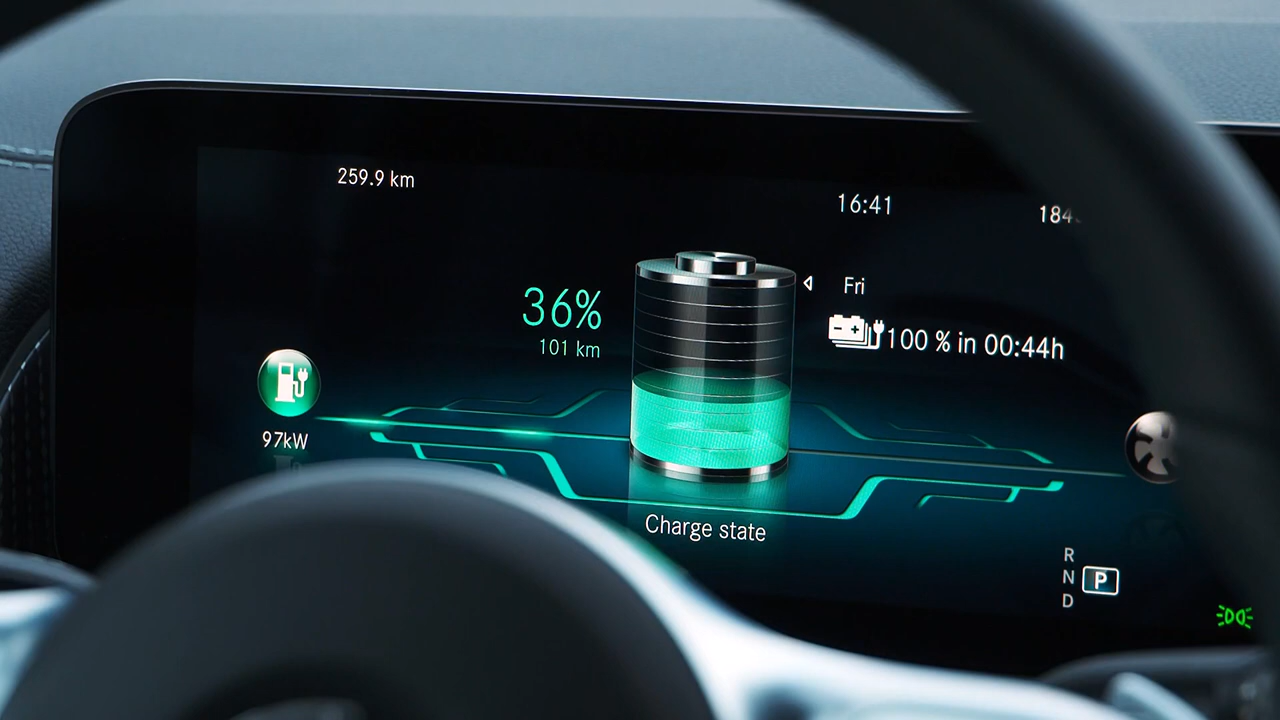 259.9 km
16:41
36%
101 km
Fri
100 % in 00:44h
97kW
Charge state
R
N P
D